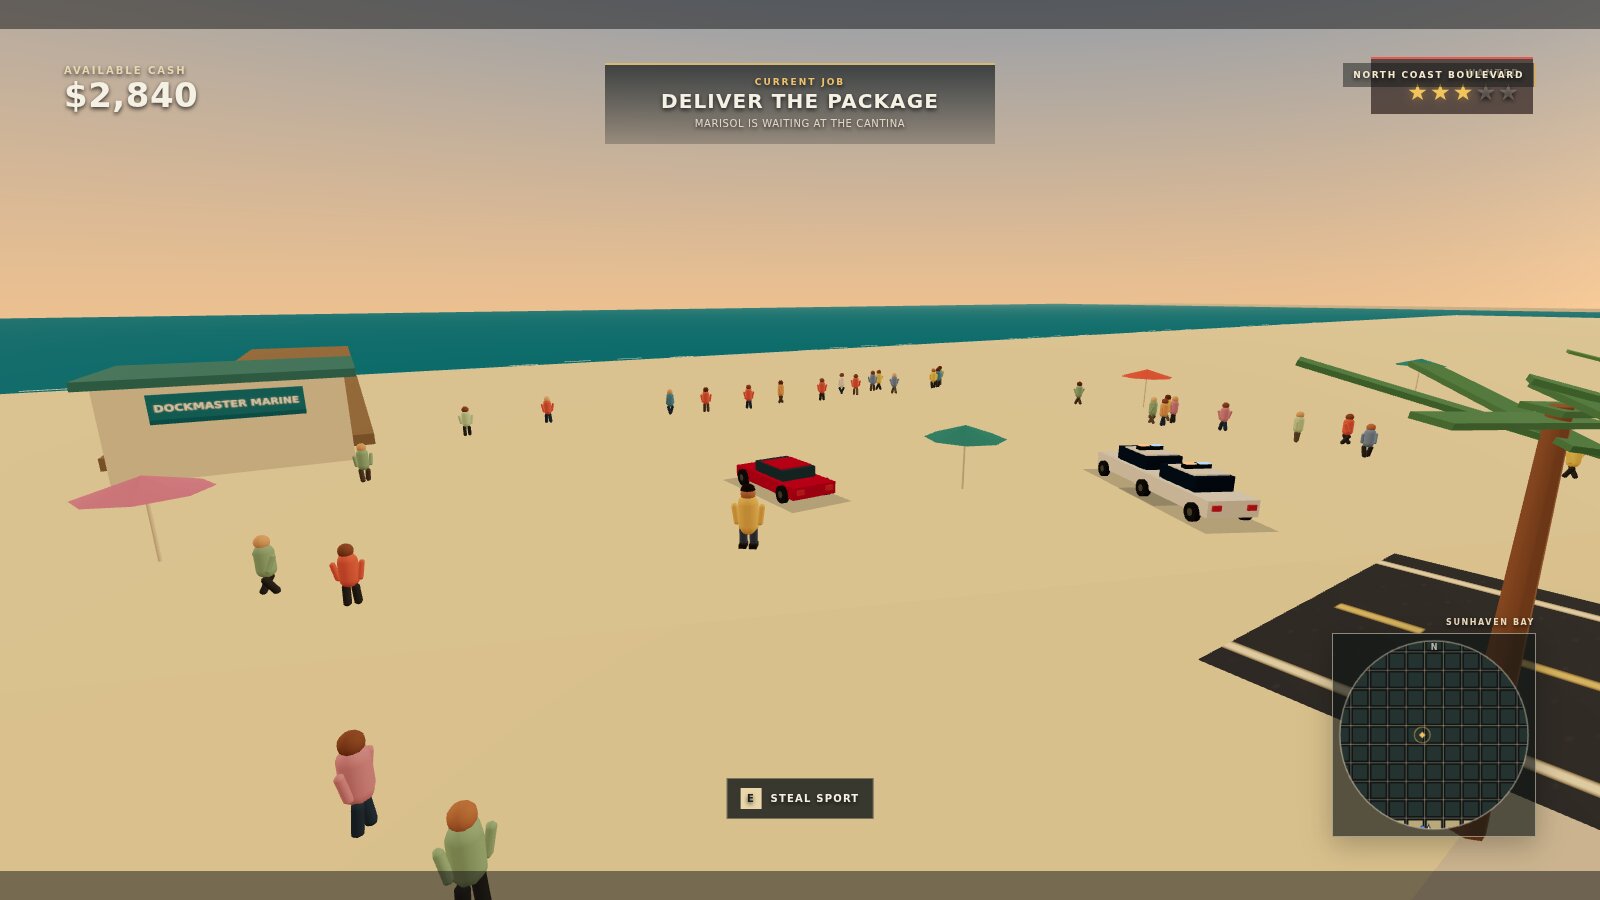 AVAILABLE CASH
$2,840
CURRENT JOB
DELIVER THE PACKAGE
MARISOL IS WAITING AT THE CANTINA
NORTH COAST BOULEVARD
DOCKMASTER MARINE
SUNHAVEN BAY
N
E STEAL SPORT